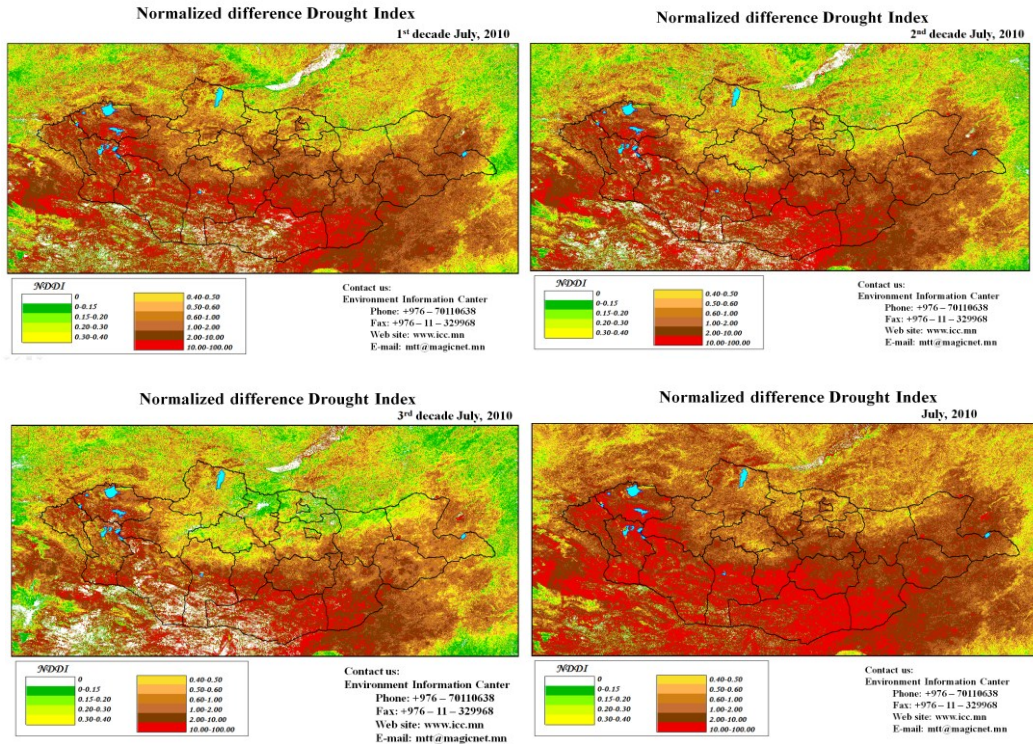 Normalized difference Drought Index
1st decade July, 2010
NDDI
0
0-0.15
0.15-0.20
0.20-0.30
0.30-0.40
0.40-0.50
0.50-0.60
0.60-1.00
1.00-2.00
2.00-10.00
10.00-100.00
Contact us:
Environment Information Canter
Phone: +976 – 70110638
Fax: +976 – 11 – 329968
Web site: www.icc.mn
E-mail: mtt@magicnet.mn
Normalized difference Drought Index
2nd decade July, 2010
NDDI
0
0-0.15
0.15-0.20
0.20-0.30
0.30-0.40
0.40-0.50
0.50-0.60
0.60-1.00
1.00-2.00
2.00-10.00
10.00-100.00
Contact us:
Environment Information Canter
Phone: +976 – 70110638
Fax: +976 – 11 – 329968
Web site: www.icc.mn
E-mail: mtt@magicnet.mn
Normalized difference Drought Index
3rd decade July, 2010
NDDI
0
0-0.15
0.15-0.20
0.20-0.30
0.30-0.40
0.40-0.50
0.50-0.60
0.60-1.00
1.00-2.00
2.00-10.00
10.00-100.00
Contact us:
Environment Information Canter
Phone: +976 – 70110638
Fax: +976 – 11 – 329968
Web site: www.icc.mn
E-mail: mtt@magicnet.mn
Normalized difference Drought Index
July, 2010
NDDI
0
0-0.15
0.15-0.20
0.20-0.30
0.30-0.40
0.40-0.50
0.50-0.60
0.60-1.00
1.00-2.00
2.00-10.00
10.00-100.00
Contact us:
Environment Information Canter
Phone: +976 – 70110638
Fax: +976 – 11 – 329968
Web site: www.icc.mn
E-mail: mtt@magicnet.mn